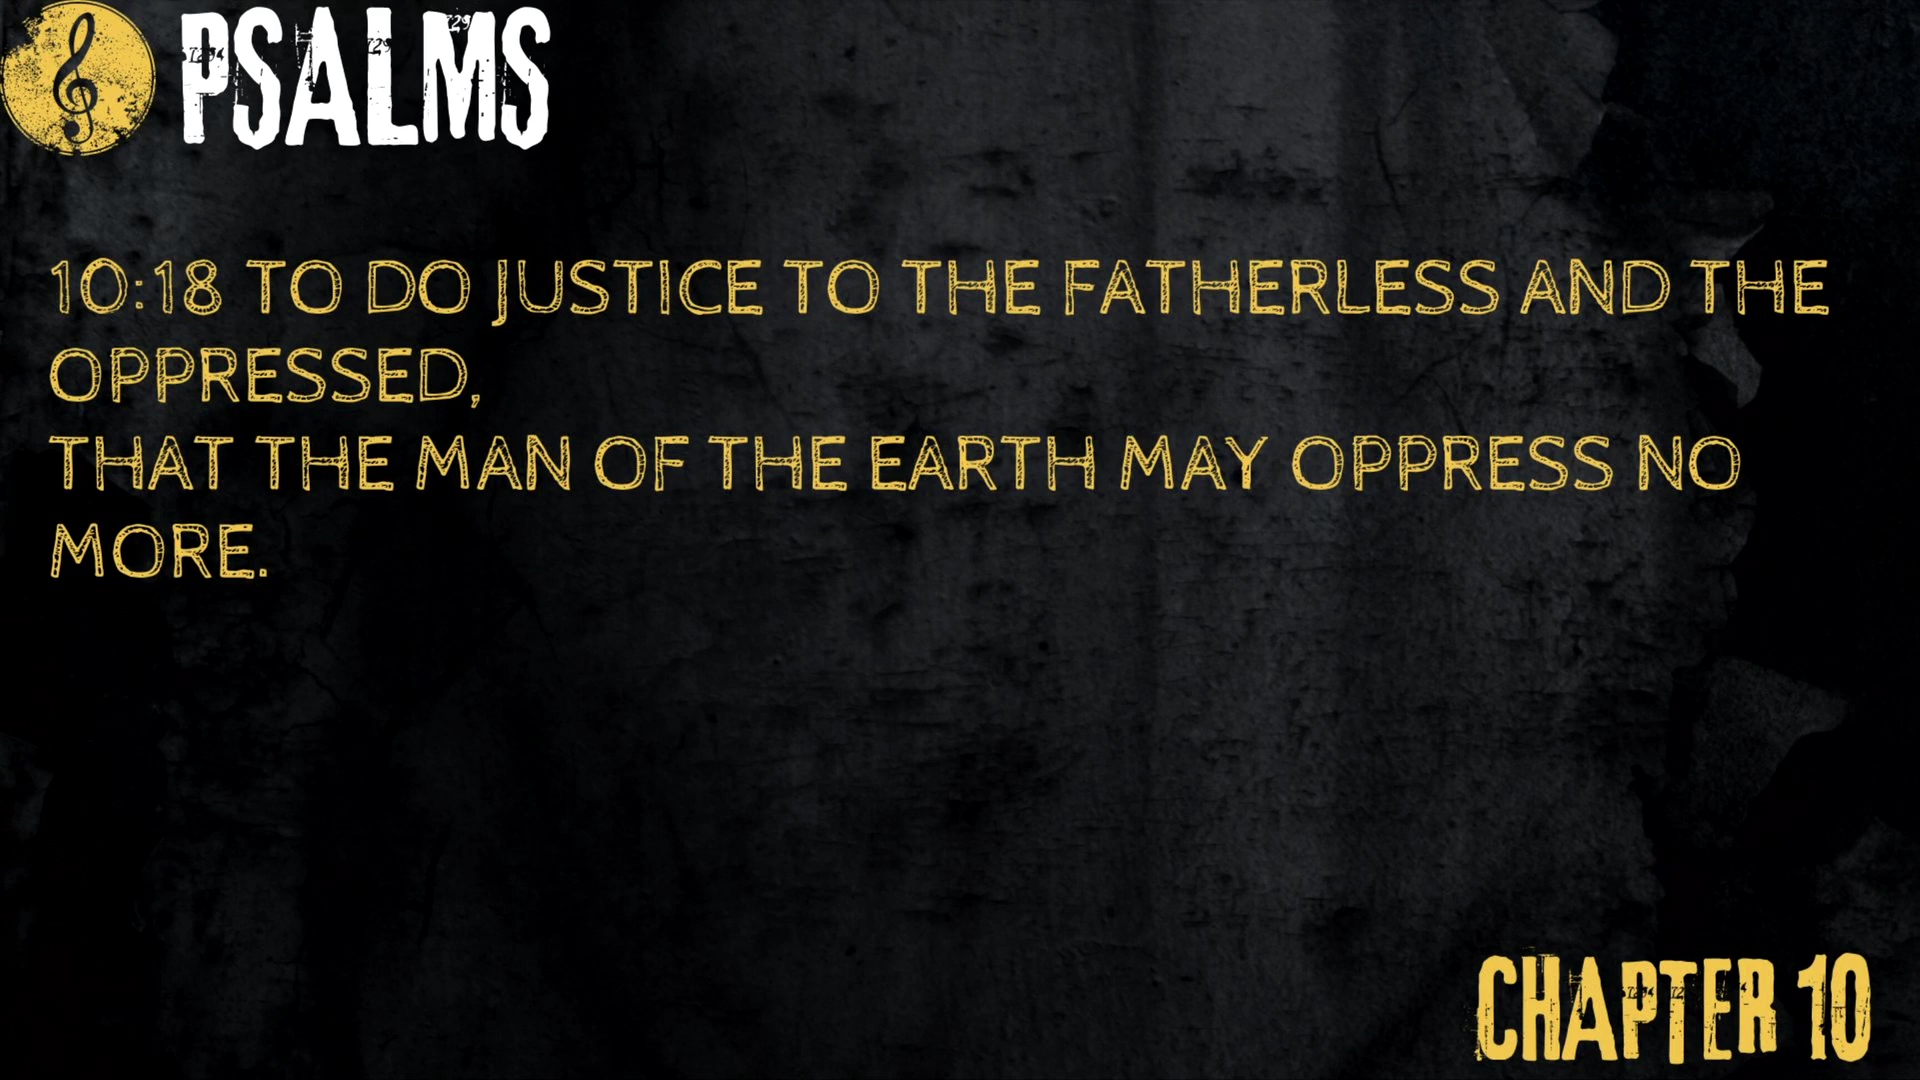 PSALMS
10:18 TO DO JUSTICE TO THE FATHERLESS AND THE
OPPRESSED,
THAT THE MAN OF THE EARTH MAY OPPRESS NO
MORE.
CHAPTER 10